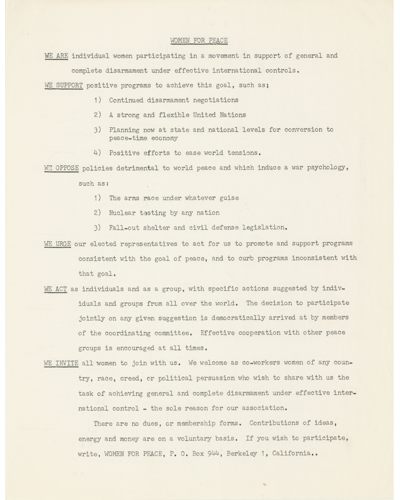 WOMEN FOR PEACE
WE ARE individual women participating in a movement in support of general and
complete disarmament under effective international controls.
WE SUPPORT positive programs to achieve this goal, such as:
1) Continued disarmament negotiations
2) A strong and flexible United Nations
3) Planning now at state and national levels for conversion to
peace-time economy
4) Positive efforts to ease world tensions.
WE OPPOSE policies detrimental to world peace and which induce a war psychology,
such as:
1) The arms race under whatever guise
2) Nuclear testing by any nation
3) Fall-out shelter and civil defense legislation.
WE URGE our elected representatives to act for us to promote and support programs
consistent with the goal of peace, and to curb programs inconsistent with
that goal.
WE ACT as individuals and as a group, with specific actions suggested by indiv-
iduals and groups from all over the world. The decision to participate
jointly on any given suggestion is democratically arrived at by members
of the coordinating committee. Effective cooperation with other peace
groups is encouraged at all times.
WE INVITE all women to join with us. We welcome as co-workers women of any coun-
try, race, creed, or political persuasion who wish to share with us the
task of achieving general and complete disarmament under effective inter-
national control - the sole reason for our association.
There are no dues, or membership forms. Contributions of ideas,
energy and money are on a voluntary basis. If you wish to participate,
write, WOMEN FOR PEACE, P. O. Box 944, Berkeley 1, California..